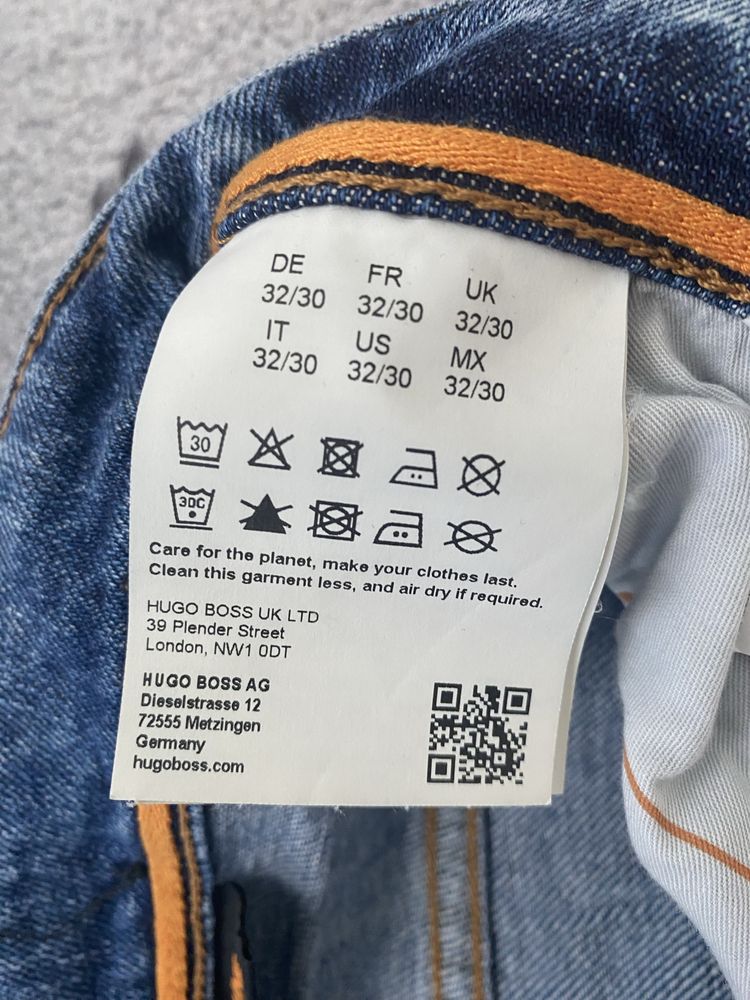 DE FR UK
32/30 32/30 32/30
IT US MX
32/30 32/30 32/30
30
30C
Care for the planet, make your clothes last.
Clean this garment less, and air dry if required.
HUGO BOSS UK LTD
39 Plender Street
London, NW1 0DT
HUGO BOSS AG
Dieselstrasse 12
72555 Metzingen
Germany
hugoboss.com